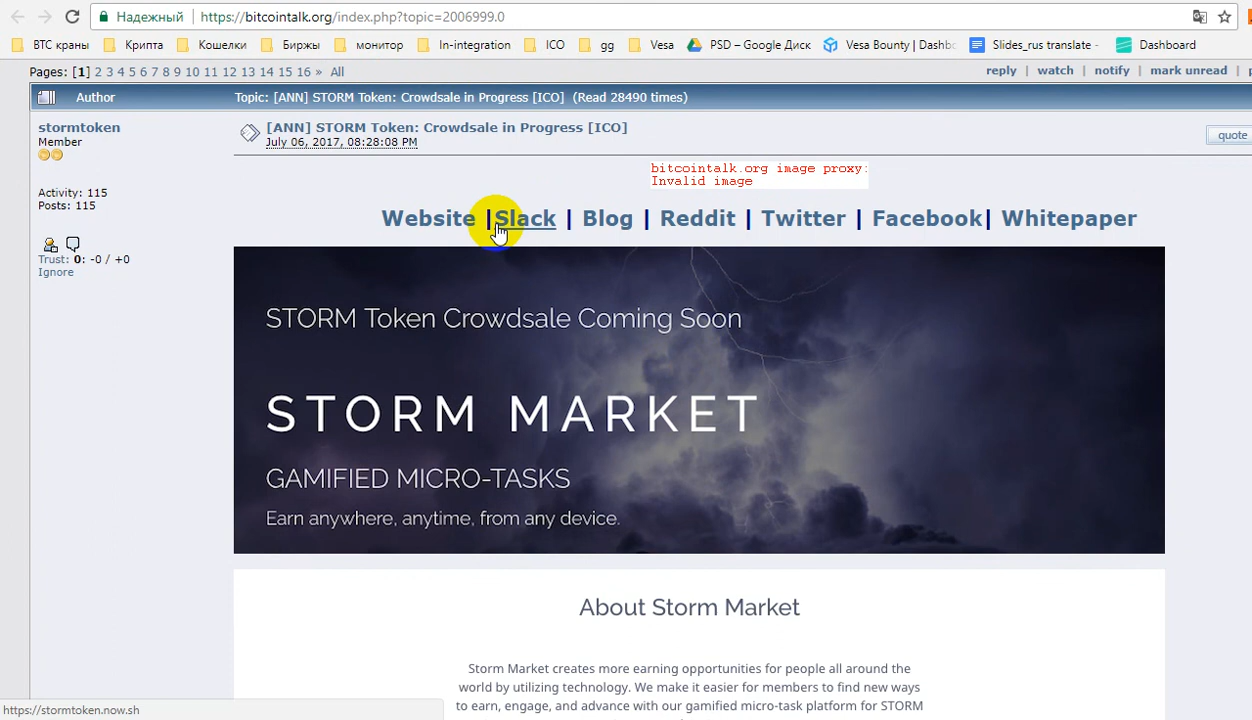 Надежный https://bitcointalk.org/index.php?topic=2006999.0
BTC краны Крипта Кошелки Биржы монитор In-integration ICO gg Vesa PSD – Google Диск Vesa Bounty | Dashbo Slides_rus translate - Dashboard
Pages: [1] 2 3 4 5 6 7 8 9 10 11 12 13 14 15 16 » All
reply | watch | notify | mark unread |
Author Topic: [ANN] STORM Token: Crowdsale in Progress [ICO] (Read 28490 times)
stormtoken
Member
Activity: 115
Posts: 115
Trust: 0: -0 / +0
Ignore
[ANN] STORM Token: Crowdsale in Progress [ICO]
July 06, 2017, 08:28:08 PM
quote
bitcointalk.org image proxy:
Invalid image
Website |Slack | Blog | Reddit | Twitter | Facebook| Whitepaper
STORM Token Crowdsale Coming Soon
STORM MARKET
GAMIFIED MICRO-TASKS
Earn anywhere, anytime, from any device.
About Storm Market
Storm Market creates more earning opportunities for people all around the
world by utilizing technology. We make it easier for members to find new ways
to earn, engage, and advance with our gamified micro-task platform for STORM
https://stormtoken.now.sh